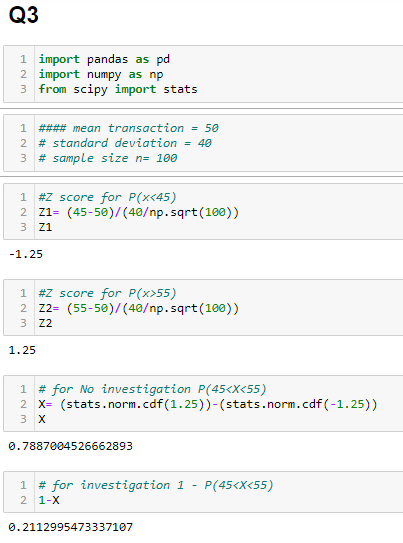 Q3
1 import pandas as pd
2 import numpy as np
3 from scipy import stats
1 #### mean transaction = 50
2 # standard deviation = 40
3 # sample size n= 100
1 #Z score for P(x<45)
2 Z1= (45-50)/(40/np.sqrt(100))
3 Z1
-1.25
1 #Z score for P(x>55)
2 Z2= (55-50)/(40/np.sqrt(100))
3 Z2
1.25
1 # for No investigation P(45<X<55)
2 X= (stats.norm.cdf(1.25))-(stats.norm.cdf(-1.25))
3 X
0.7887004526662893
1 # for investigation 1 - P(45<X<55)
2 1-X
0.2112995473337107